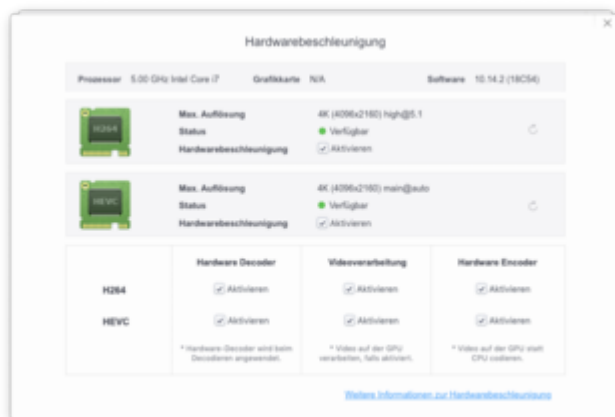 Hardwarebeschleunigung
Prozessor 5.00 GHz Intel Core i7 Grafikkarte N/A Software 10.14.2 (18C54)
H264
Max. Auflösung 4K (4096x2160) high@5.1
Status Verfügbar
Hardwarebeschleunigung Aktivieren
HEVC
Max. Auflösung 4K (4096x2160) main@auto
Status Verfügbar
Hardwarebeschleunigung Aktivieren
Hardware Decoder Videoverarbeitung Hardware Encoder
H264 Aktivieren Aktivieren Aktivieren
HEVC Aktivieren Aktivieren Aktivieren
* Hardware-Decoder wird beim * Video auf der GPU * Video auf der GPU statt
Decodieren angewendet. verarbeiten, falls aktiviert. CPU codieren.
Weitere Informationen zur Hardwarebeschleunigung